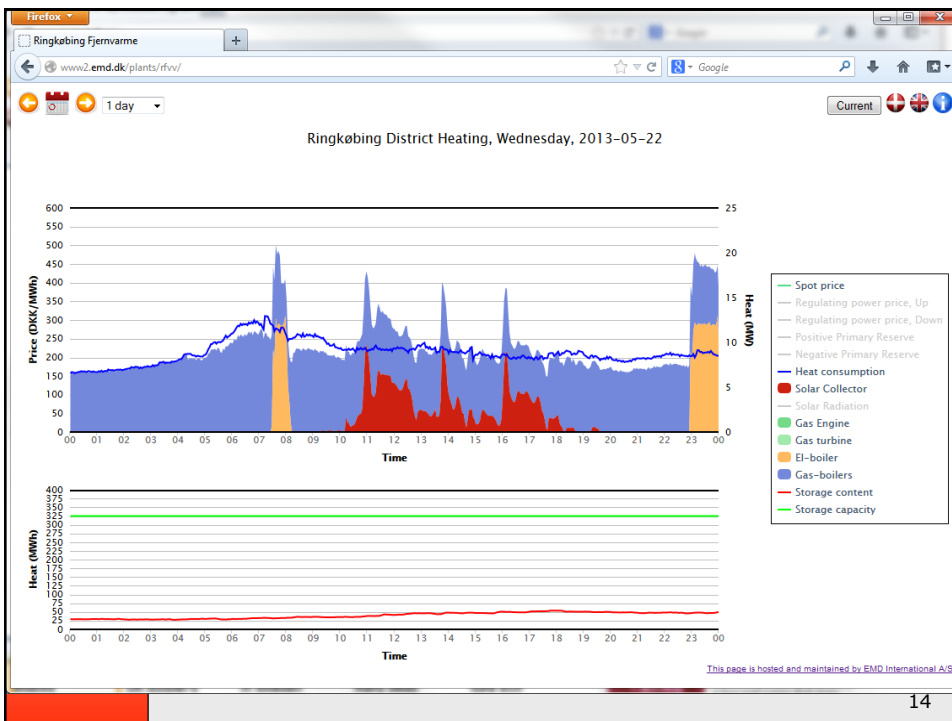 Firefox
Ringkøbing Fjernvarme
+
www2.emd.dk/plants/rfvv/
Google
1 day
Current
Ringkøbing District Heating, Wednesday, 2013-05-22
Price (DKK/MWh)
600
550
500
450
400
350
300
250
200
150
100
50
0
25
20
15
10
5
0
Heat (MW)
00 01 02 03 04 05 06 07 08 09 10 11 12 13 14 15 16 17 18 19 20 21 22 23 00
Time
Spot price
Regulating power price, Up
Regulating power price, Down
Positive Primary Reserve
Negative Primary Reserve
Heat consumption
Solar Collector
Solar Radiation
Gas Engine
Gas turbine
El-boiler
Gas-boilers
Storage content
Storage capacity
Heat (MWh)
400
375
350
325
300
275
250
225
200
175
150
125
100
75
50
25
0
00 01 02 03 04 05 06 07 08 09 10 11 12 13 14 15 16 17 18 19 20 21 22 23 00
Time
This page is hosted and maintained by EMD International A/S
14